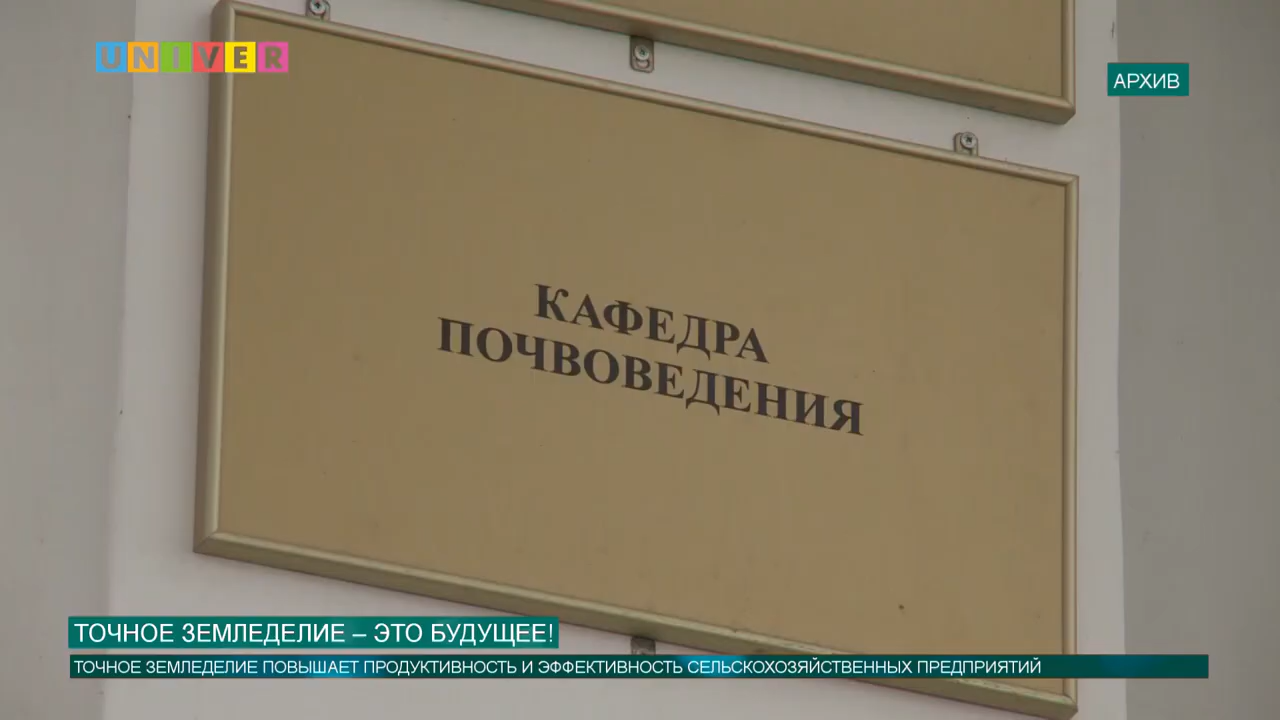 UNIVER
АРХИВ
КАФЕДРА
ПОЧВОВЕДЕНИЯ
ТОЧНОЕ ЗЕМЛЕДЕЛИЕ – ЭТО БУДУЩЕЕ!
ТОЧНОЕ ЗЕМЛЕДЕЛИЕ ПОВЫШАЕТ ПРОДУКТИВНОСТЬ И ЭФФЕКТИВНОСТЬ СЕЛЬСКОХОЗЯЙСТВЕННЫХ ПРЕДПРИЯТИЙ